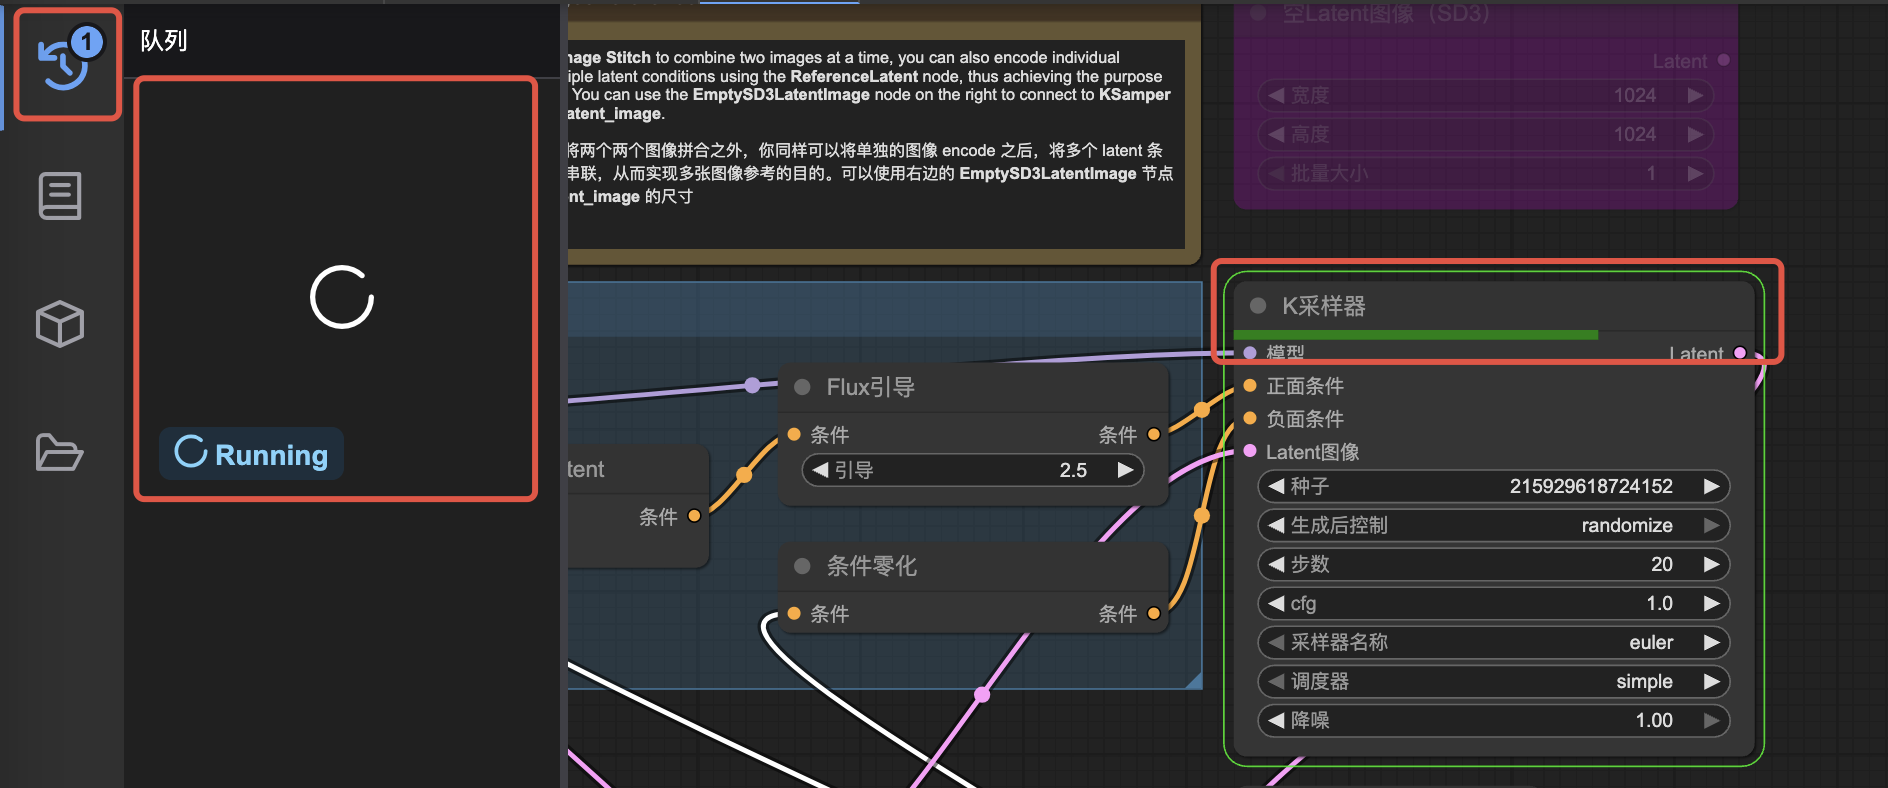 1
队列
Running
mage Stitch to combine two images at a time, you can also encode individual
iple latent conditions using the ReferenceLatent node, thus achieving the purpose
You can use the EmptySD3LatentImage node on the right to connect to KSamper
atent_image.
将两个两个图像拼合之外，你同样可以将单独的图像 encode 之后，将多个 latent 条
串联，从而实现多张图像参考的目的。可以使用右边的 EmptySD3LatentImage 节点
nt_image 的尺寸
空Latent图像（SD3）
Latent
宽度 1024
高度 1024
批量大小 1
tent
条件
Flux引导
条件 条件
引导 2.5
条件零化
条件 条件
K采样器
模型 Latent
正面条件
负面条件
Latent图像
种子 215929618724152
生成后控制 randomize
步数 20
cfg 1.0
采样器名称 euler
调度器 simple
降噪 1.00